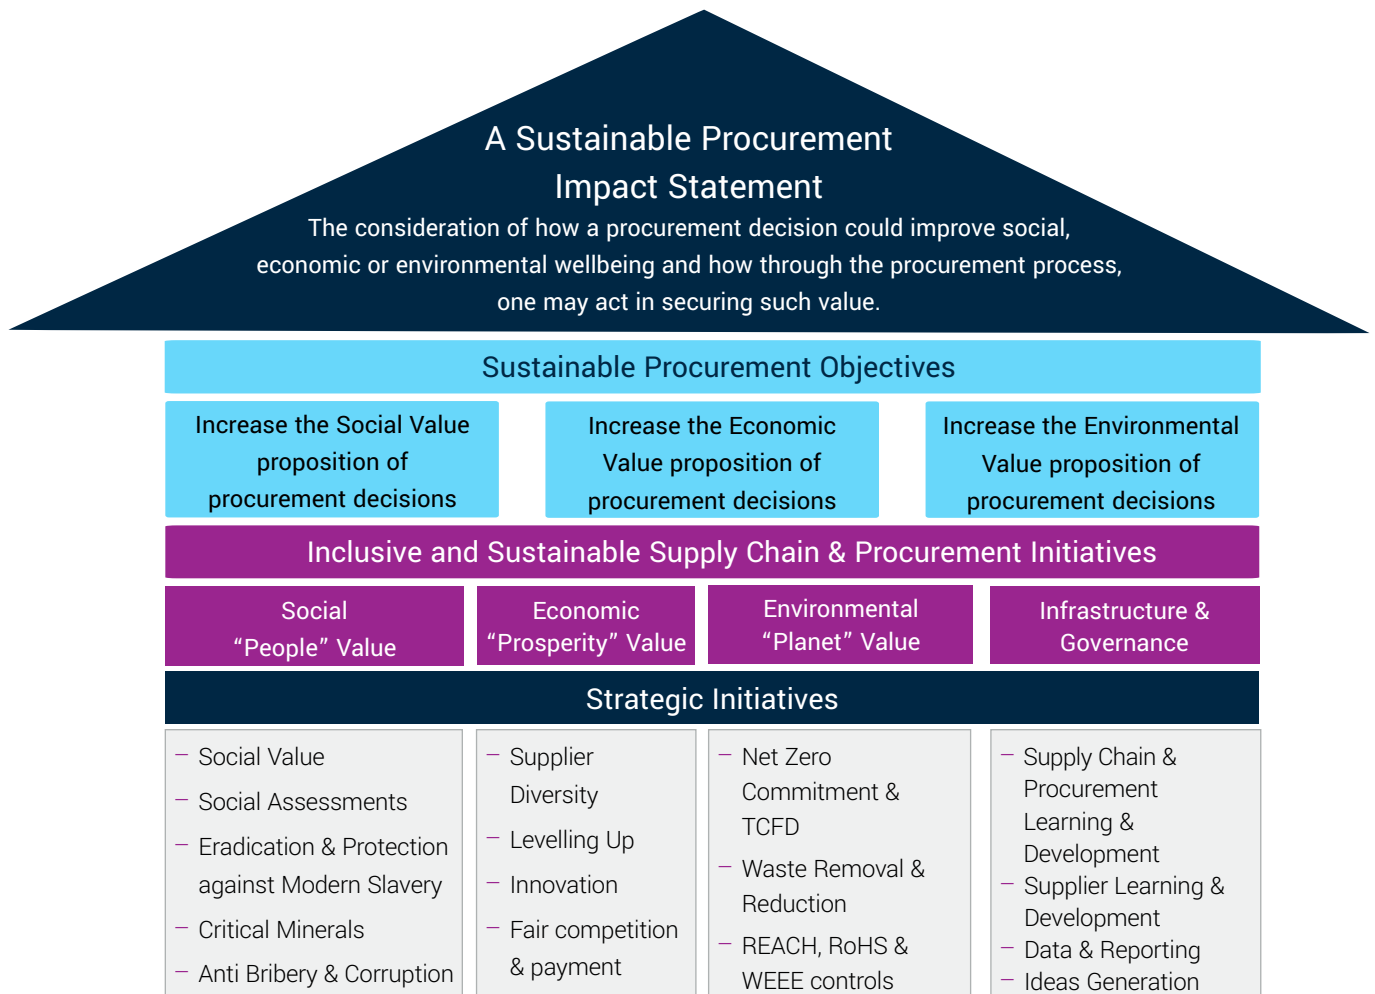 A Sustainable Procurement
Impact Statement
The consideration of how a procurement decision could improve social,
economic or environmental wellbeing and how through the procurement process,
one may act in securing such value.
Sustainable Procurement Objectives
Increase the Social Value
proposition of
procurement decisions
Increase the Economic
Value proposition of
procurement decisions
Increase the Environmental
Value proposition of
procurement decisions
Inclusive and Sustainable Supply Chain & Procurement Initiatives
Social
“People” Value
Economic
“Prosperity” Value
Environmental
“Planet” Value
Infrastructure &
Governance
Strategic Initiatives
– Social Value
– Social Assessments
– Eradication & Protection
against Modern Slavery
– Critical Minerals
– Anti Bribery & Corruption
– Supplier
Diversity
– Levelling Up
– Innovation
– Fair competition
& payment
– Net Zero
Commitment &
TCFD
– Waste Removal &
Reduction
– REACH, RoHS &
WEEE controls
– Supply Chain &
Procurement
Learning &
Development
– Supplier Learning &
Development
– Data & Reporting
– Ideas Generation